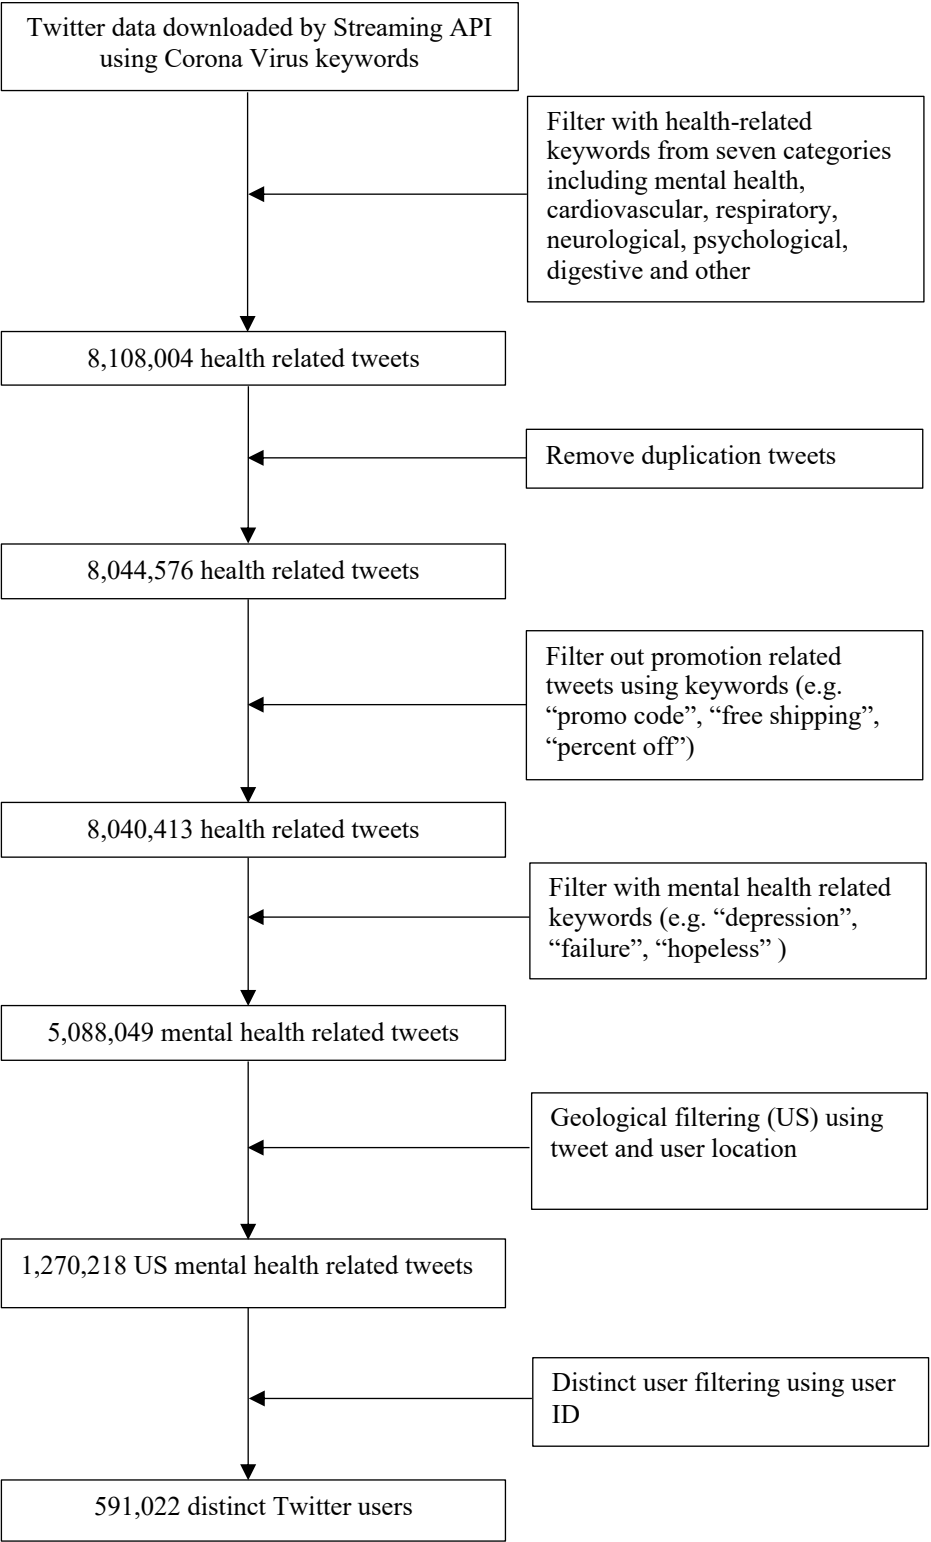 Twitter data downloaded by Streaming API
using Corona Virus keywords
Filter with health-related
keywords from seven categories
including mental health,
cardiovascular, respiratory,
neurological, psychological,
digestive and other
8,108,004 health related tweets
Remove duplication tweets
8,044,576 health related tweets
Filter out promotion related
tweets using keywords (e.g.
“promo code”, “free shipping”,
“percent off”)
8,040,413 health related tweets
Filter with mental health related
keywords (e.g. “depression”,
“failure”, “hopeless” )
5,088,049 mental health related tweets
Geological filtering (US) using
tweet and user location
1,270,218 US mental health related tweets
Distinct user filtering using user
ID
591,022 distinct Twitter users